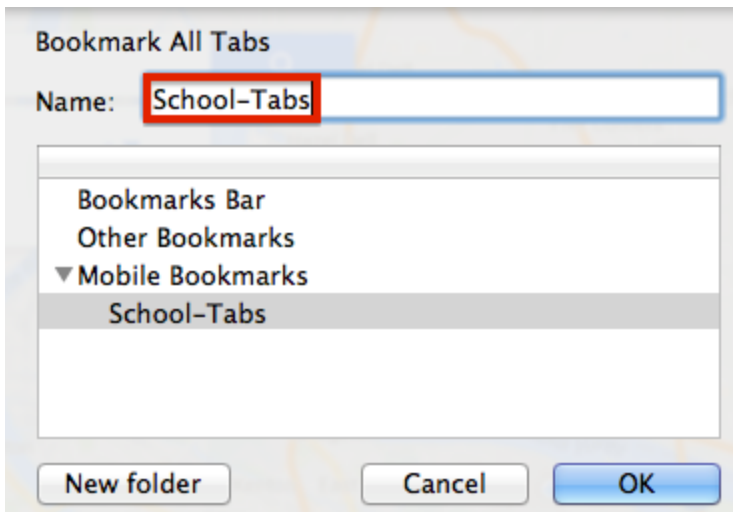 Bookmark All Tabs
Name: School-Tabs
Bookmarks Bar
Other Bookmarks
Mobile Bookmarks
School-Tabs
New folder Cancel OK